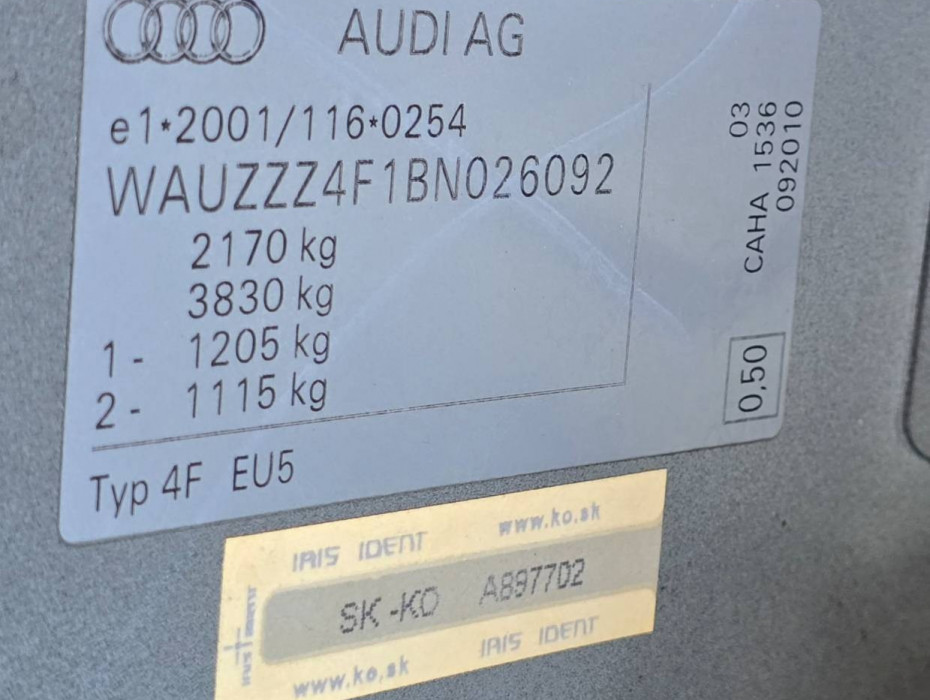 AUDI AG
e1*2001/116*0254
WAUZZZ4F1BN026092
2170 kg
3830 kg
1- 1205 kg
2- 1115 kg
Typ 4F EU5
03
CAHA 1536
092010
0,50
IRIS IDENT www.ko.sk
SK-KO A897702
www.ko.sk IRIS IDENT